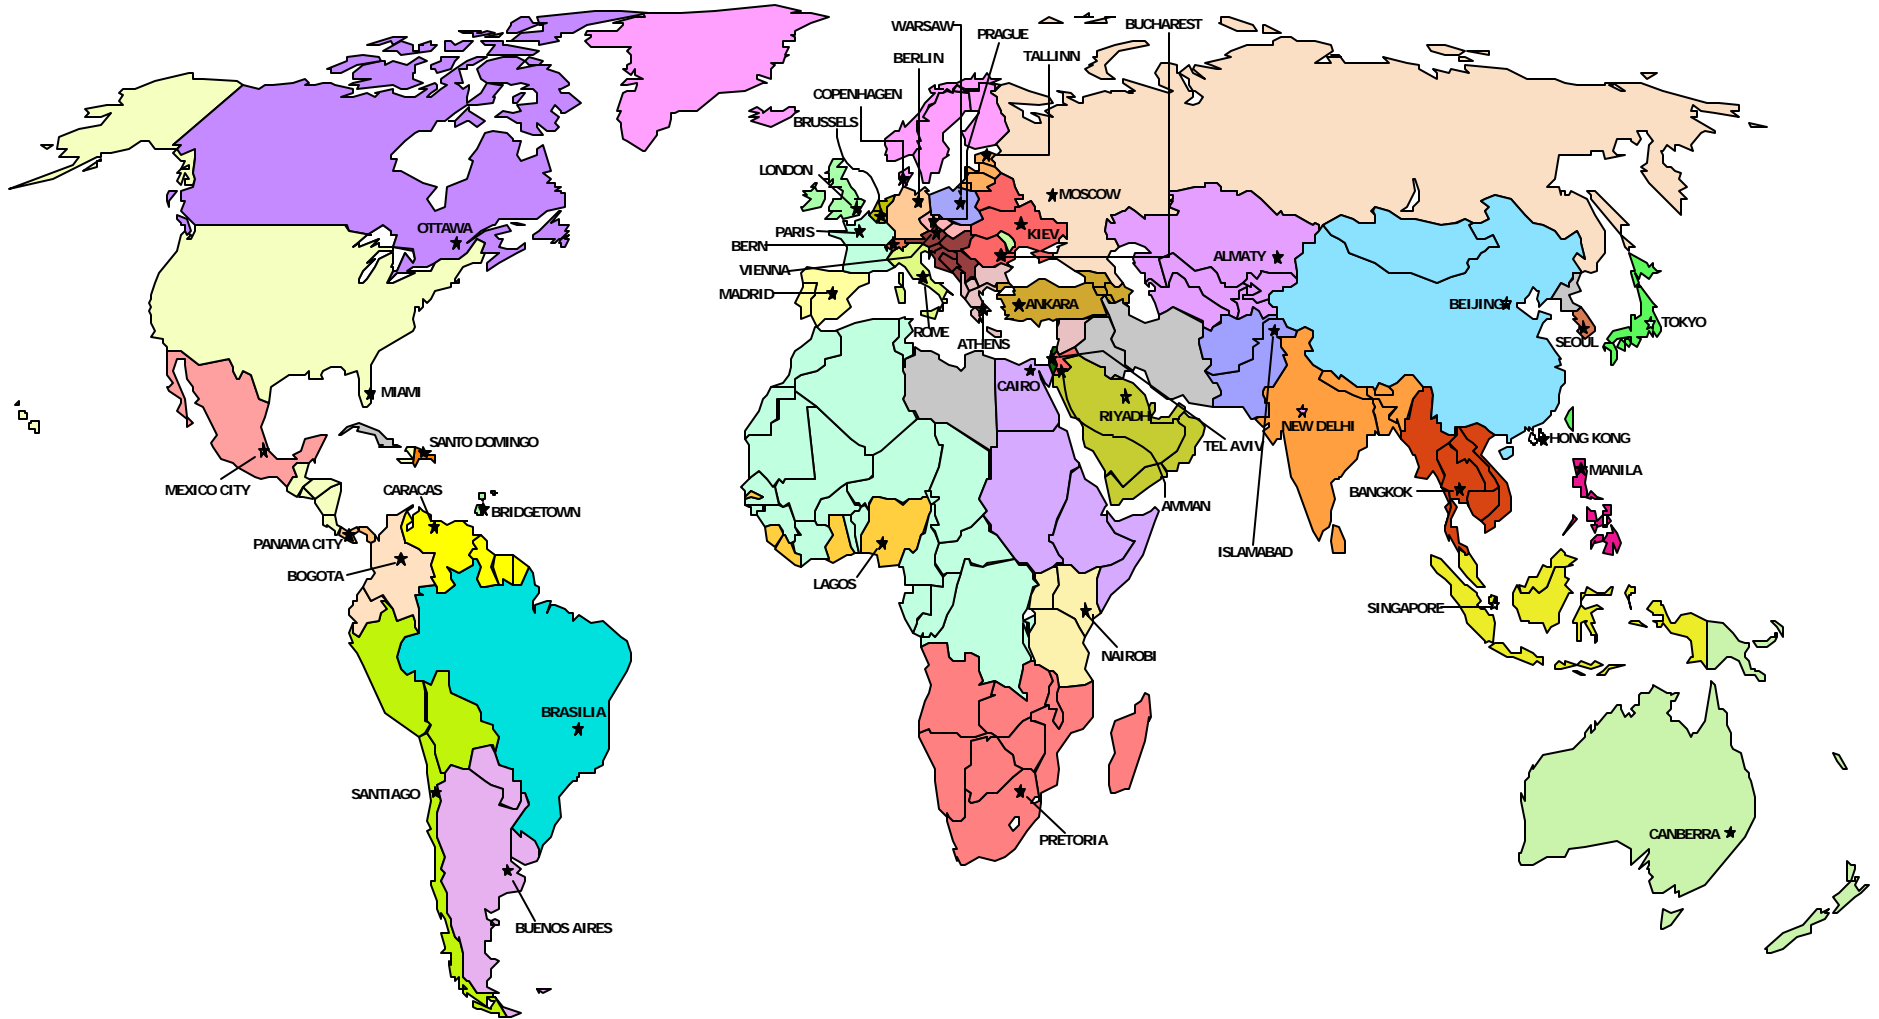 BUCHAREST
WARSAW
PRAGUE
BERLIN
TALLINN
COPENHAGEN
BRUSSELS
LONDON
MOSCOW
OTTAWA
PARIS
KIEV
BERN
ALMATY
VIENNA
MADRID
ANKARA
BEIJING
TOKYO
ROME
ATHENS
SEOUL
CAIRO
MIAMI
RIYADH
NEW DELHI
SANTO DOMINGO
TEL AVIV
HONG KONG
MANILA
MEXICO CITY
CARACAS
BANGKOK
BRIDGETOWN
AMMAN
PANAMA CITY
ISLAMABAD
BOGOTA
LAGOS
SINGAPORE
NAIROBI
BRASILIA
SANTIAGO
CANBERRA
PRETORIA
BUENOS AIRES